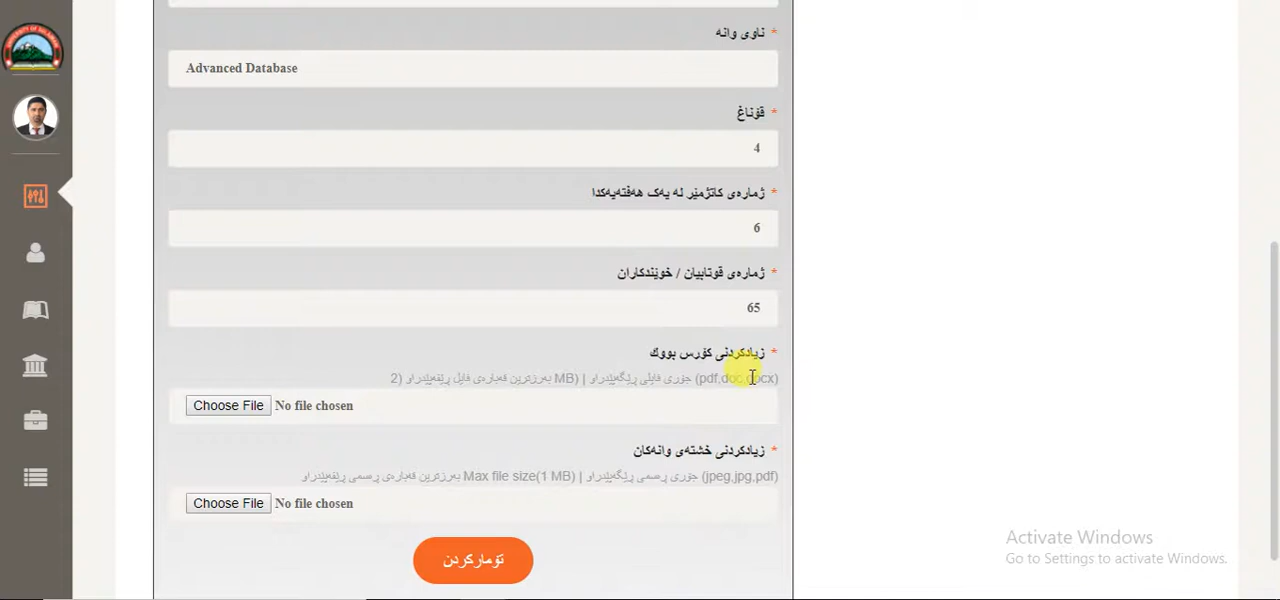 * ناوی وانە
Advanced Database
* قۆناغ
4
* ژمارەی کاتژمێر لە یەک هەفتەیەکدا
6
* ژمارەی قوتابیان / خوێندکاران
65
* زیادکردنی کۆرس بووک
(pdf,doc,docx) جۆری فایلی ڕێگەپێدراو | (MB بەرزترین قەبارەی فایل ڕێپێدراو (2
Choose File No file chosen
* زیادکردنی خشتەی وانەکان
(jpeg,jpg,pdf) جۆری ڕەسمی ڕێگەپێدراو | Max file size(1 MB) بەرزترین قەبارەی ڕەسمی ڕێپێدراو
Choose File No file chosen
تۆمارکردن
Activate Windows
Go to Settings to activate Windows.